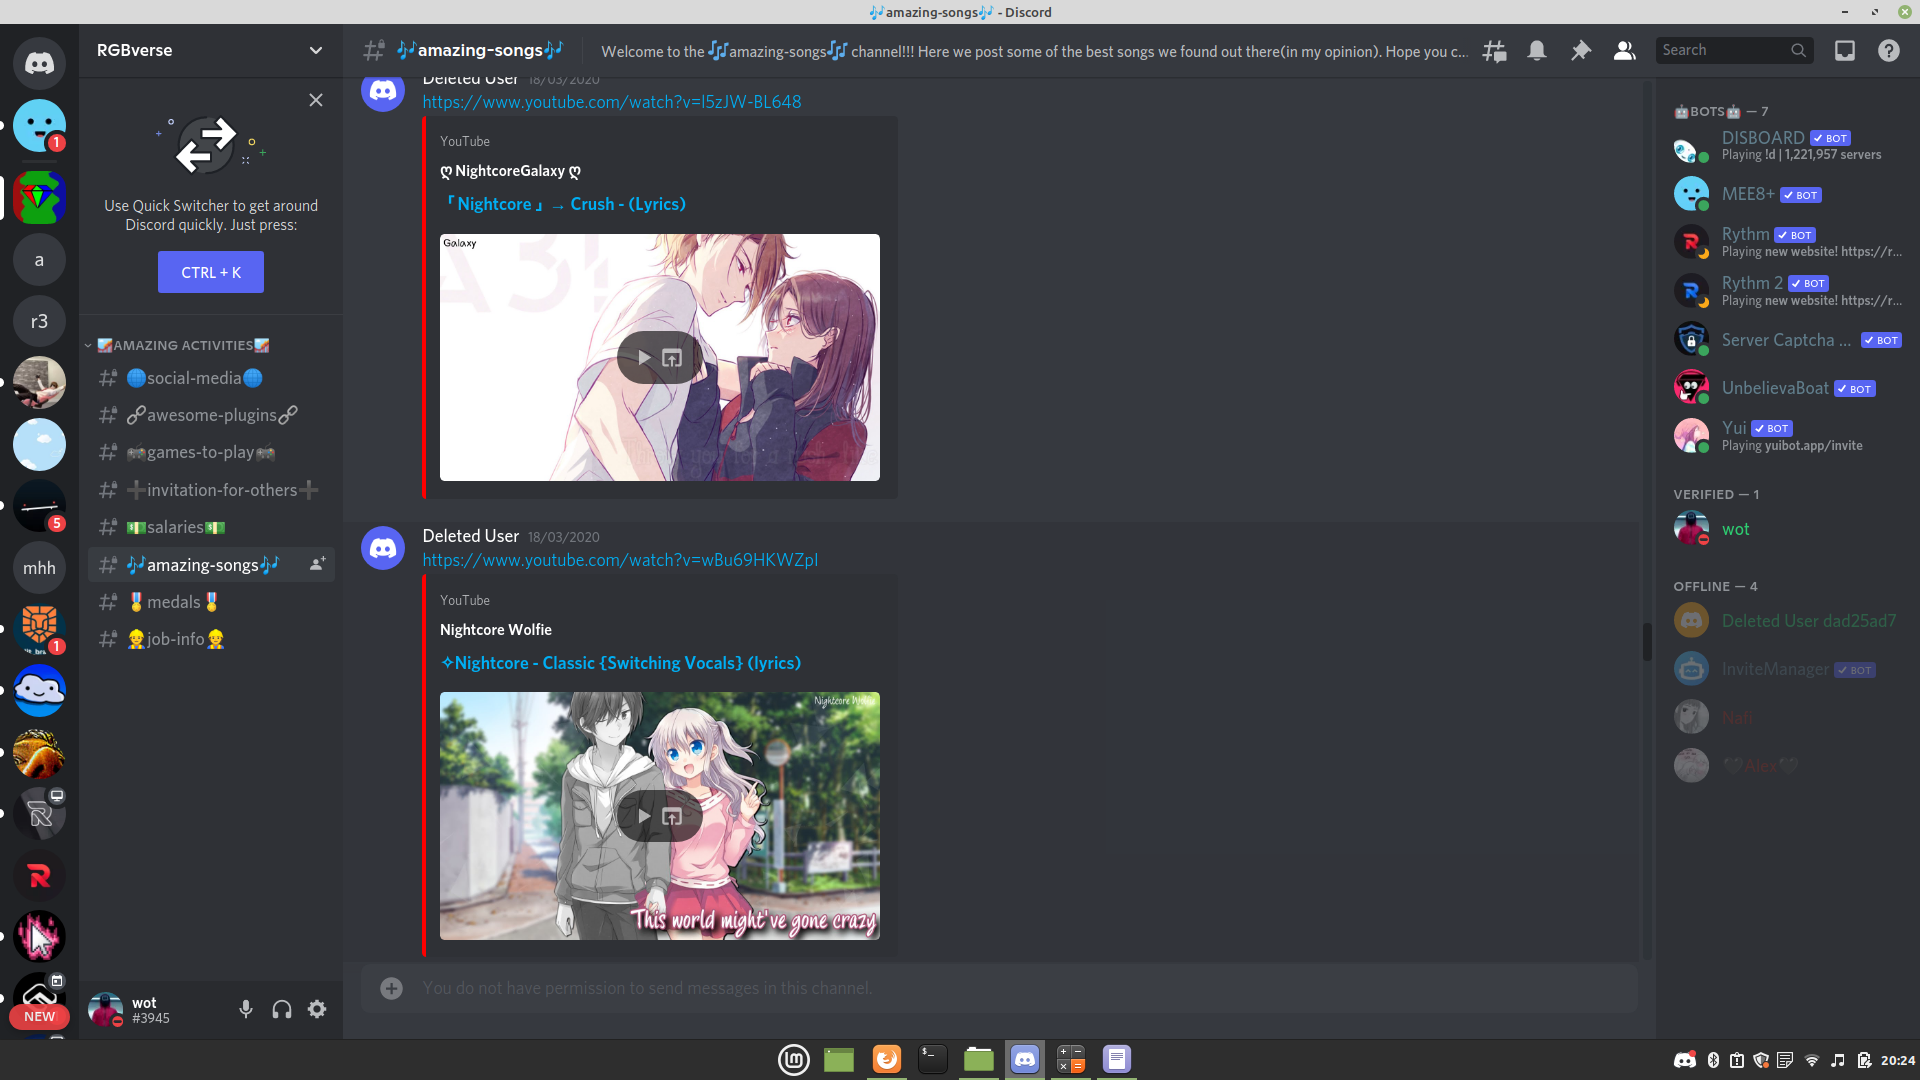 🎶amazing-songs🎶 - Discord
RGBverse
🎶amazing-songs🎶
Welcome to the 🎶amazing-songs🎶 channel!!! Here we post some of the best songs we found out there(in my opinion). Hope you c...
Search
1
a
r3
5
mhh
1
NEW
Use Quick Switcher to get around
Discord quickly. Just press:
CTRL + K
AMAZING ACTIVITIES
🌐social-media🌐
🔗awesome-plugins🔗
🎮games-to-play🎮
➕invitation-for-others➕
💵salaries💵
🎶amazing-songs🎶
🏅medals🏅
👷job-info👷
wot
#3945
Deleted User 18/03/2020
https://www.youtube.com/watch?v=l5zJW-BL648
YouTube
ღ NightcoreGalaxy ღ
「Nightcore 」→ Crush - (Lyrics)
Galaxy
Deleted User 18/03/2020
https://www.youtube.com/watch?v=wBu69HKWZpI
YouTube
Nightcore Wolfie
✧Nightcore - Classic {Switching Vocals} (lyrics)
Nightcore Wolfie
This world might've gone crazy
You do not have permission to send messages in this channel.
🤖BOTS🤖 — 7
DISBOARD ✓ BOT
Playing !d | 1,221,957 servers
MEE8+ ✓ BOT
Rythm ✓ BOT
Playing new website! https://r...
Rythm 2 ✓ BOT
Playing new website! https://r...
Server Captcha ... ✓ BOT
UnbelievaBoat ✓ BOT
Yui ✓ BOT
Playing yuibot.app/invite
VERIFIED — 1
wot
OFFLINE — 4
Deleted User dad25ad7
InviteManager ✓ BOT
Nafi
🖤Alex🖤
20:24